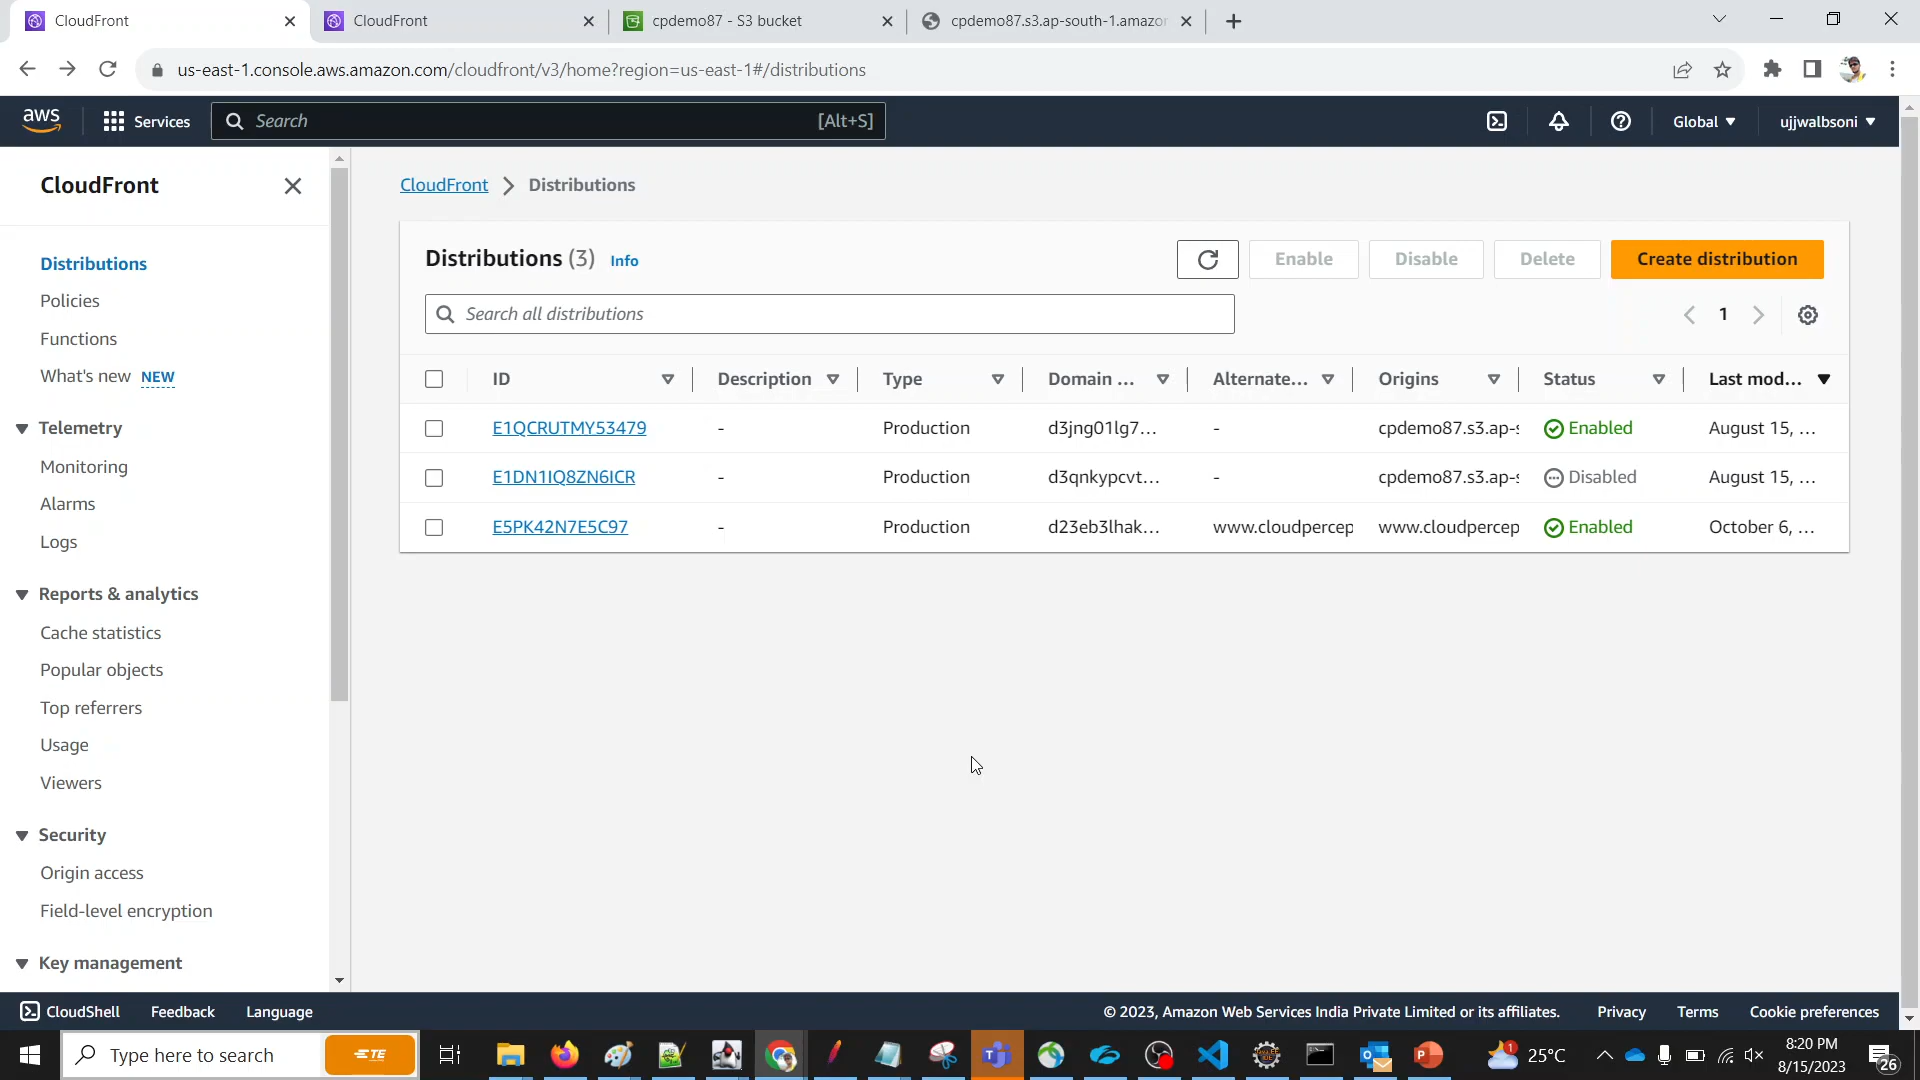 CloudFront
CloudFront
cpdemo87 - S3 bucket
cpdemo87.s3.ap-south-1.amazon
us-east-1.console.aws.amazon.com/cloudfront/v3/home?region=us-east-1#/distributions
aws
Services
Search
[Alt+S]
Global
ujjwalbsoni
CloudFront
Distributions
Policies
Functions
What's new NEW
Telemetry
Monitoring
Alarms
Logs
Reports & analytics
Cache statistics
Popular objects
Top referrers
Usage
Viewers
Security
Origin access
Field-level encryption
Key management
CloudFront > Distributions
Distributions (3) Info
Enable
Disable
Delete
Create distribution
Search all distributions
1
ID Description Type Domain ... Alternate... Origins Status Last mod...
E1QCRUTMY53479 - Production d3jng01lg7... - cpdemo87.s3.ap-s Enabled August 15, ...
E1DN1IQ8ZN6ICR - Production d3qnkypcvt... - cpdemo87.s3.ap-s Disabled August 15, ...
E5PK42N7E5C97 - Production d23eb3lhak... www.cloudpercep www.cloudpercep Enabled October 6, ...
CloudShell Feedback Language
© 2023, Amazon Web Services India Private Limited or its affiliates. Privacy Terms Cookie preferences
Type here to search
TE
25°C
8:20 PM
8/15/2023
26